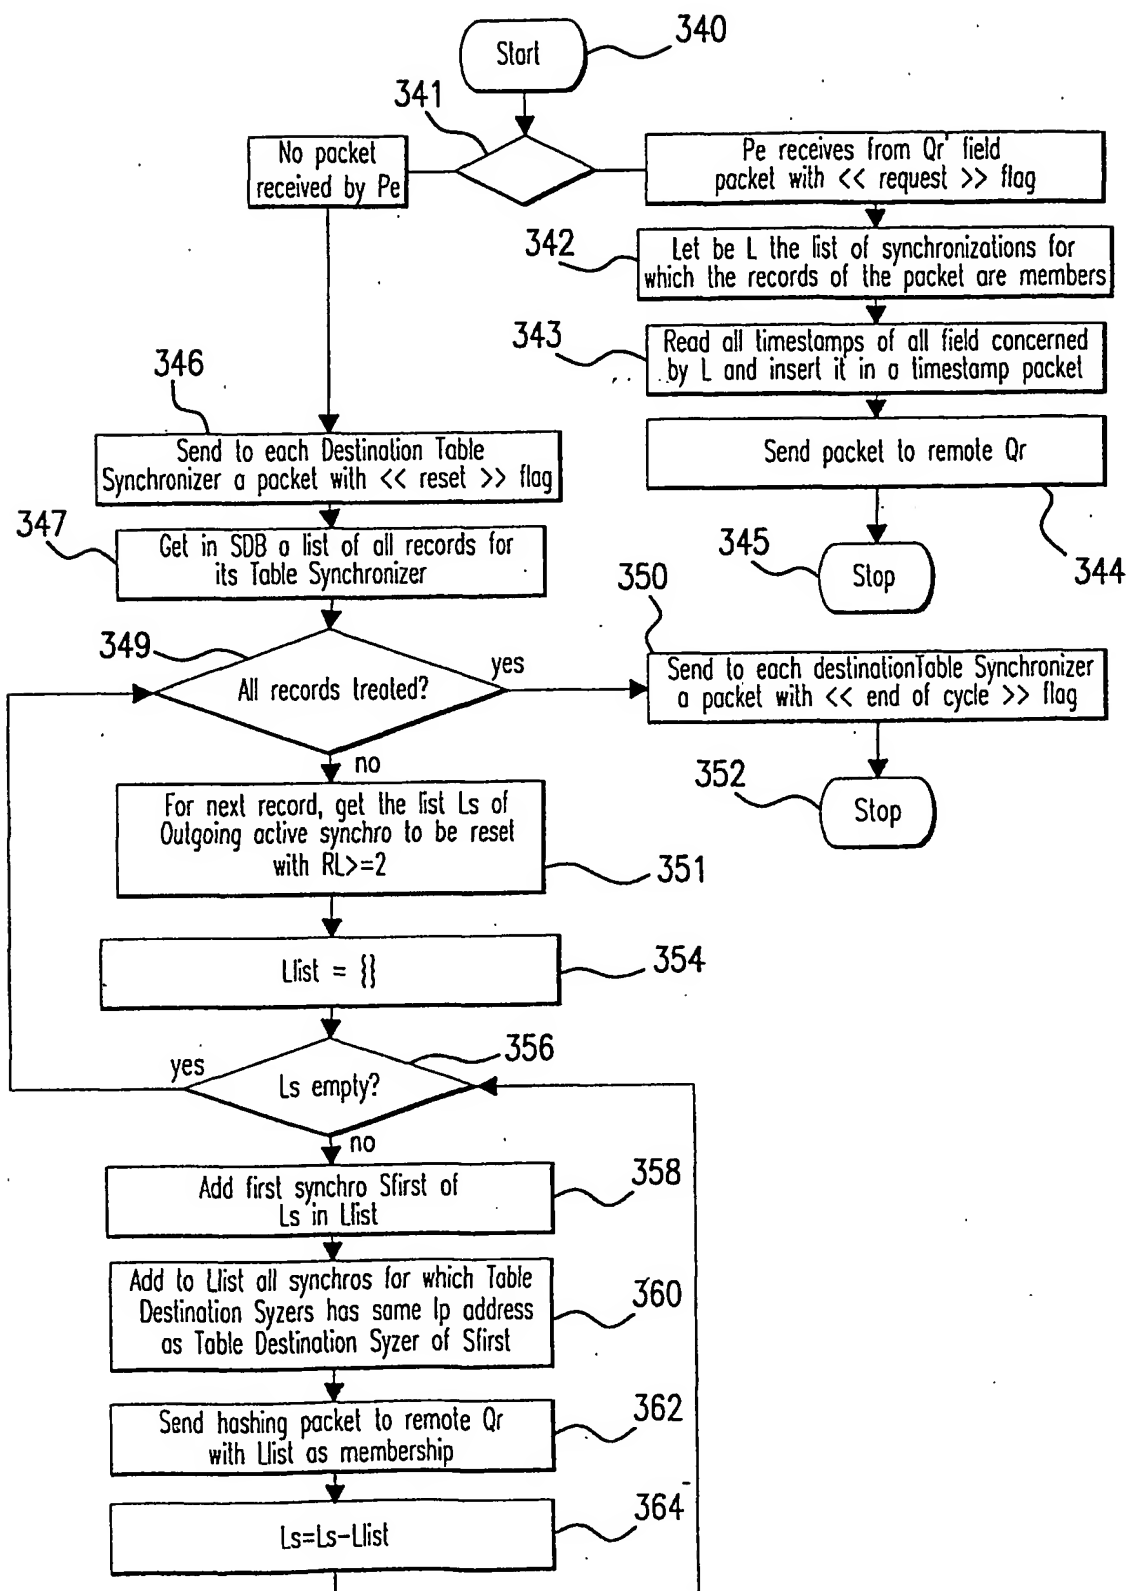 340
Start
341
No packet
received by Pe
Pe receives from Qr' field
packet with << request >> flag
342
Let be L the list of synchronizations for
which the records of the packet are members
343
Read all timestamps of all field concerned
by L and insert it in a timestamp packet
346
Send to each Destination Table
Synchronizer a packet with << reset >> flag
Send packet to remote Qr
344
347
Get in SDB a list of all records for
its Table Synchronizer
345
Stop
350
349
All records treated?
yes
Send to each destinationTable Synchronizer
a packet with << end of cycle >> flag
no
352
Stop
For next record, get the list Ls of
Outgoing active synchro to be reset
with RL>=2
351
Llist = {}
354
356
yes
Ls empty?
no
Add first synchro Sfirst of
Ls in Llist
358
Add to Llist all synchros for which Table
Destination Syzers has same Ip address
as Table Destination Syzer of Sfirst
360
Send hashing packet to remote Qr
with Llist as membership
362
Ls=Ls-Llist
364